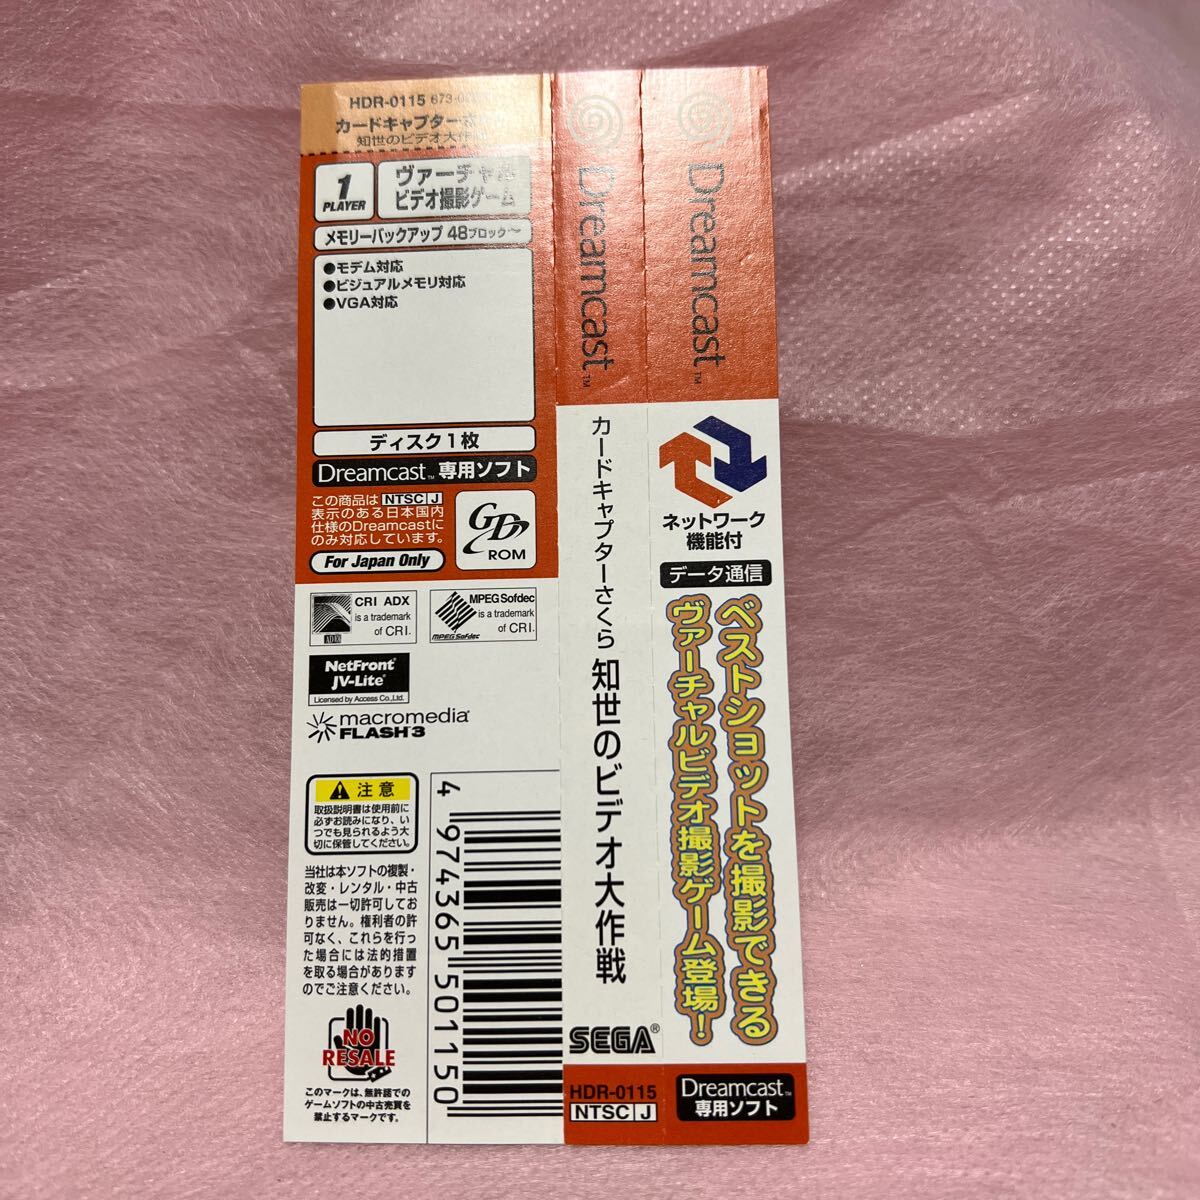 HDR-0115
カードキャプター
知世のビデオ大作戦
1
PLAYER
ヴァーチャル
ビデオ撮影ゲーム
メモリーバックアップ 48ブロック〜
●モデム対応
●ビジュアルメモリ対応
●VGA対応
ディスク1枚
Dreamcast™ 専用ソフト
この商品は NTSC J
表示のある日本国内
仕様のDreamcastに
のみ対応しています。
For Japan Only
GD
ROM
CRI ADX
is a trademark
of CRI.
ADX
MPEG Sofdec
is a trademark
of CRI.
MPEG Sofdec
NetFront®
JV-Lite®
Licensed by Access Co.,Ltd.
macromedia®
FLASH 3
注意
取扱説明書は使用前に
必ずお読みになり、い
つでも見られるよう大
切に保管してください。
当社は本ソフトの複製・
改変・レンタル・中古
販売は一切許可してお
りません。権利者の許
可なく、これらを行っ
た場合には法的措置
を取る場合があります
のでご注意ください。
NO
RESALE
このマークは、無許諾での
ゲームソフトの中古売買を
禁止するマークです。
4 974365 501150
Dreamcast™
カードキャプターさくら 知世のビデオ大作戦
SEGA®
HDR-0115
NTSC J
Dreamcast™
ネットワーク
機能付
データ通信
ベストショットを撮影できる
ヴァーチャルビデオ撮影ゲーム登場！
Dreamcast™
専用ソフト